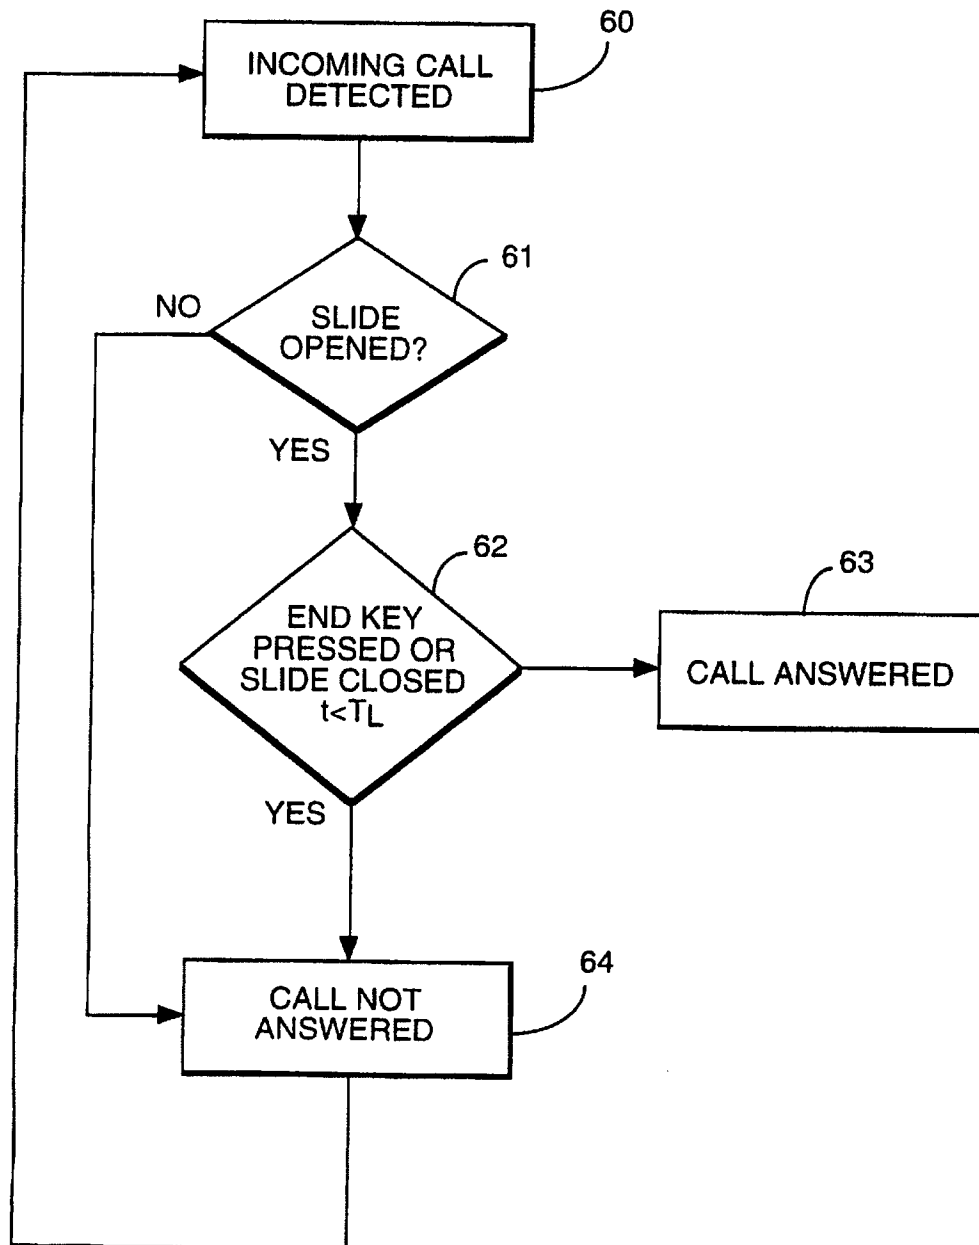 60
INCOMING CALL
DETECTED
61
NO
SLIDE
OPENED?
YES
62
END KEY
PRESSED OR
SLIDE CLOSED
t<TL
63
CALL ANSWERED
YES
64
CALL NOT
ANSWERED